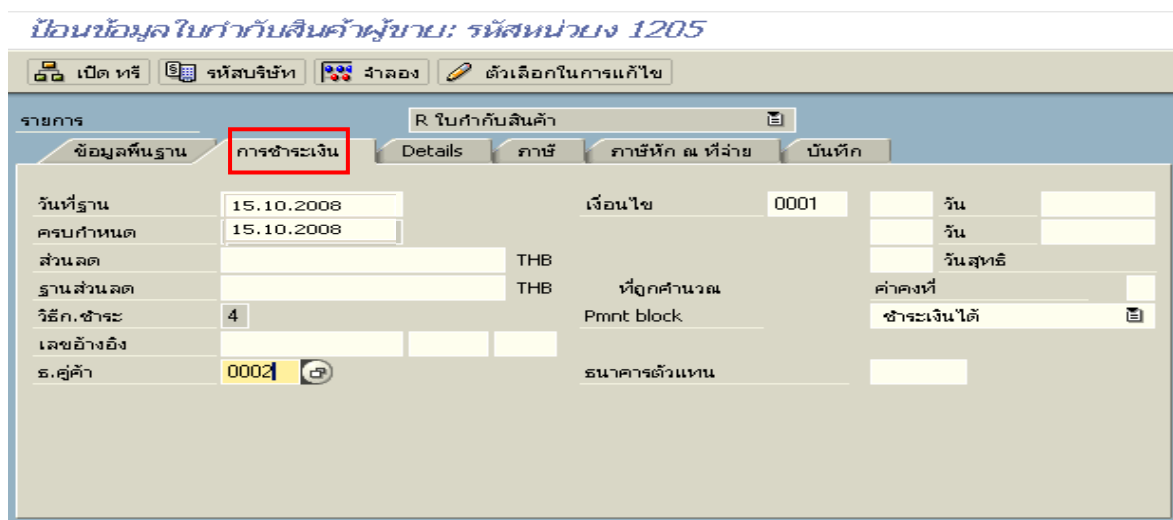 ป้อนข้อมูลใบกำกับสินค้าผู้ขาย: รหัสหน่วยง 1205
เปิด ทรี รหัสบริษัท จำลอง ตัวเลือกในการแก้ไข
รายการ R ใบกำกับสินค้า
ข้อมูลพื้นฐาน การชำระเงิน Details ภาษี ภาษีหัก ณ ที่จ่าย บันทึก
วันที่ฐาน 15.10.2008 เงื่อนไข 0001 วัน
ครบกำหนด 15.10.2008 วัน
ส่วนลด THB วันสุทธิ
ฐานส่วนลด THB ที่ถูกคำนวณ ค่าคงที่
วิธีก.ชำระ 4 Pmnt block ชำระเงินได้
เลขอ้างอิง
ธ.คู่ค้า 0002 ธนาคารตัวแทน